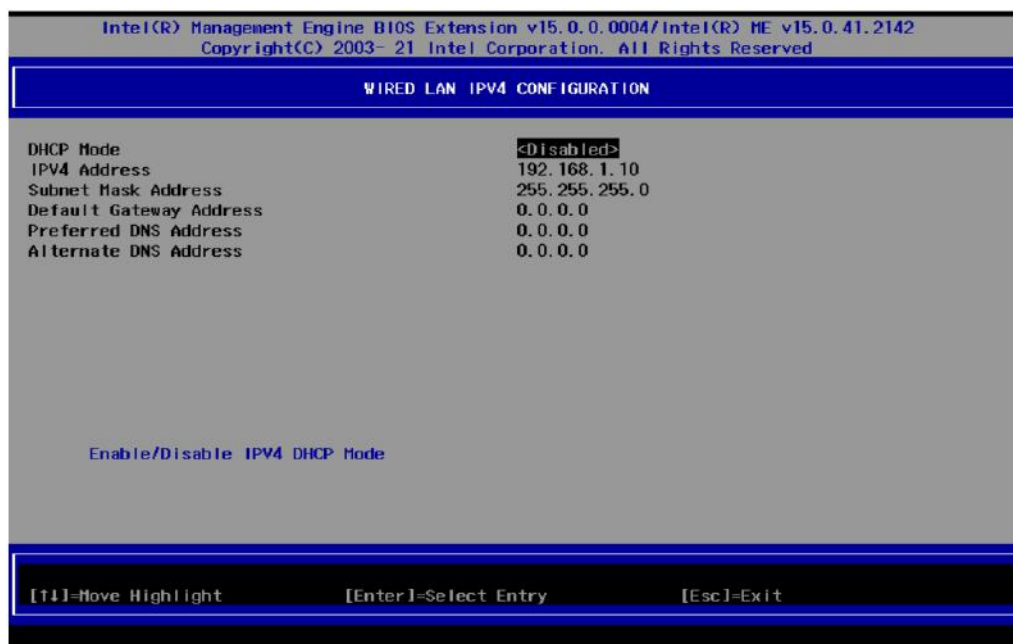 Intel(R) Management Engine BIOS Extension v15.0.0.0004/Intel(R) ME v15.0.41.2142
Copyright(C) 2003- 21 Intel Corporation. All Rights Reserved
WIRED LAN IPV4 CONFIGURATION
DHCP Mode <Disabled>
IPV4 Address 192.168.1.10
Subnet Mask Address 255.255.255.0
Default Gateway Address 0.0.0.0
Preferred DNS Address 0.0.0.0
Alternate DNS Address 0.0.0.0
Enable/Disable IPV4 DHCP Mode
[↑↓]=Move Highlight [Enter]=Select Entry [Esc]=Exit